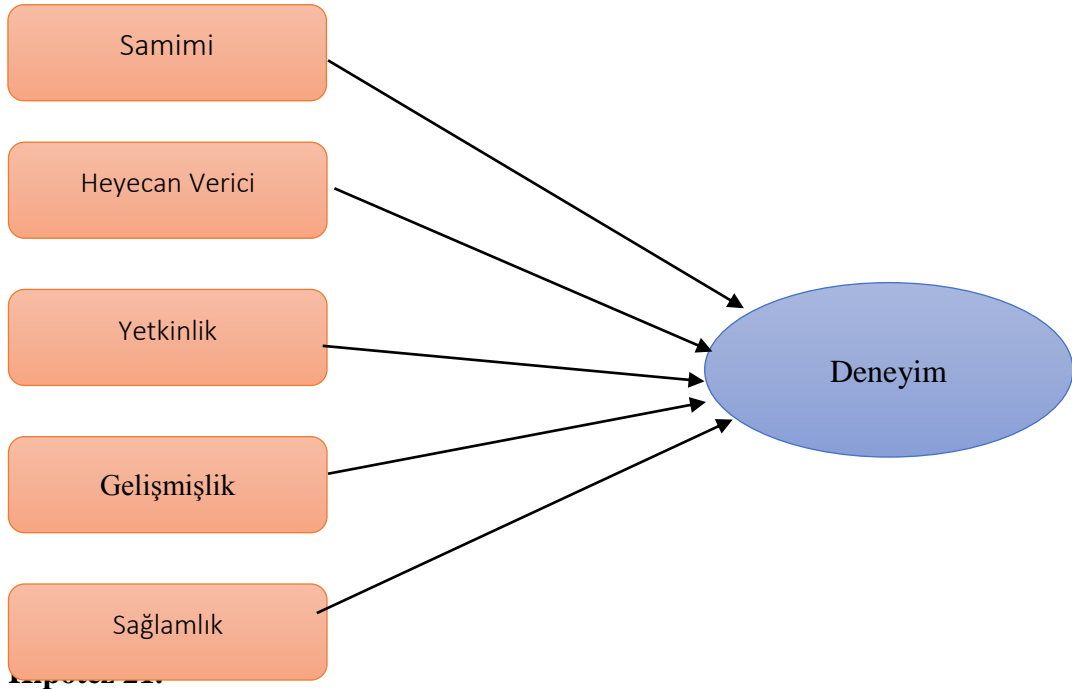 Samimi
Heyecan Verici
Yetkinlik
Deneyim
Gelişmişlik
Sağlamlık